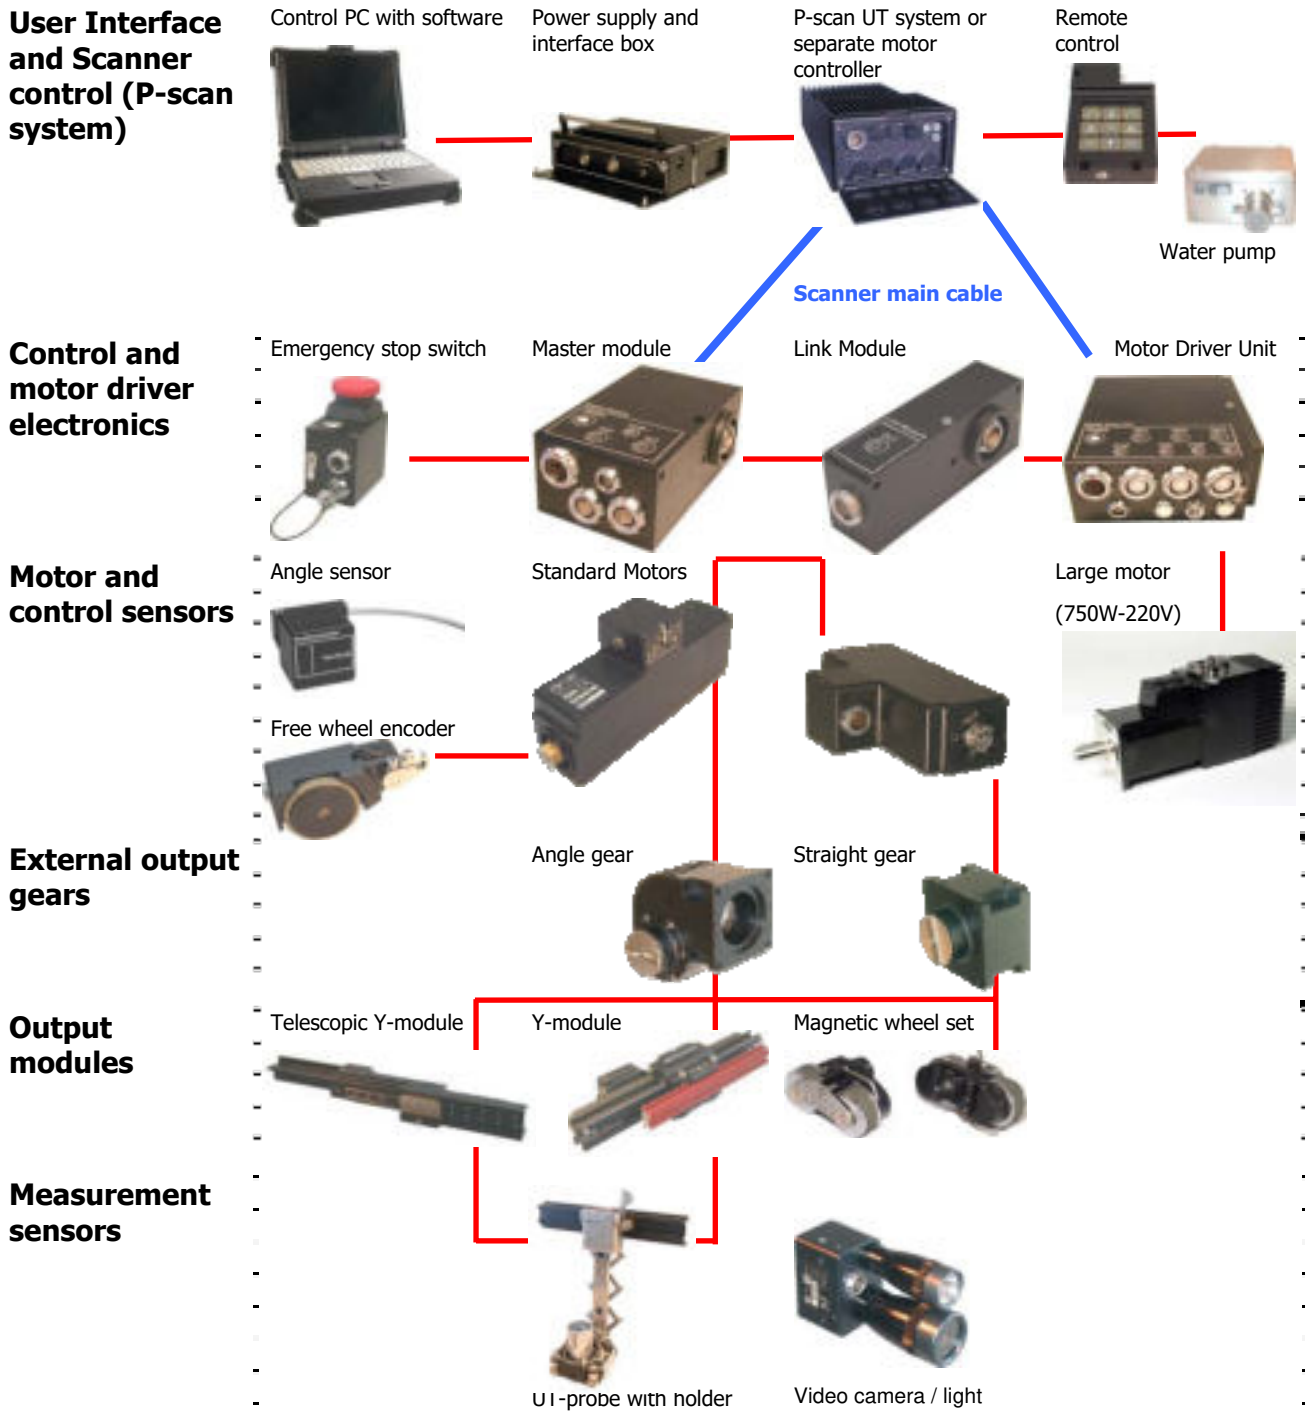 User Interface
and Scanner
control (P-scan
system)
Control PC with software
Power supply and
interface box
P-scan UT system or
separate motor
controller
Remote
control
Water pump
Scanner main cable
Control and
motor driver
electronics
Emergency stop switch
Master module
Link Module
Motor Driver Unit
Motor and
control sensors
Angle sensor
Standard Motors
Large motor
(750W-220V)
Free wheel encoder
External output
gears
Angle gear
Straight gear
Output
modules
Telescopic Y-module
Y-module
Magnetic wheel set
Measurement
sensors
UT-probe with holder
Video camera / light